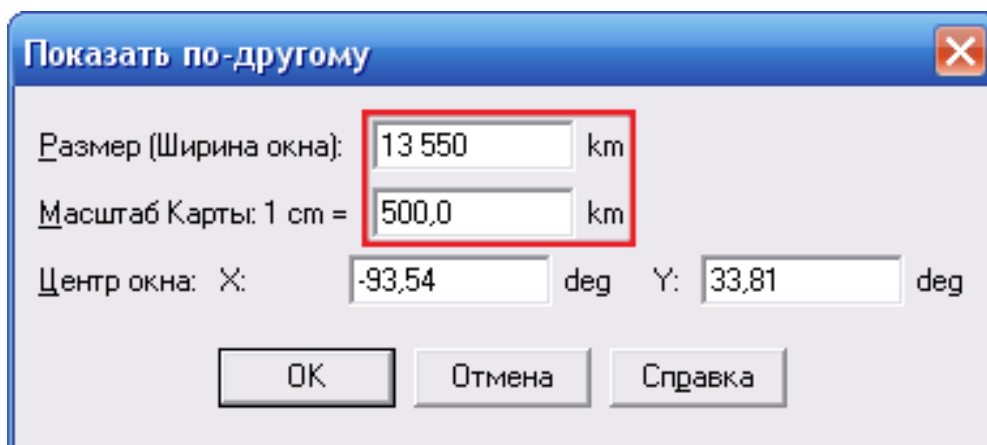 Показать по-другому
Размер (Ширина окна): 13 550 km
Масштаб Карты: 1 cm = 500,0 km
Центр окна: X: -93,54 deg Y: 33,81 deg
OK Отмена Справка